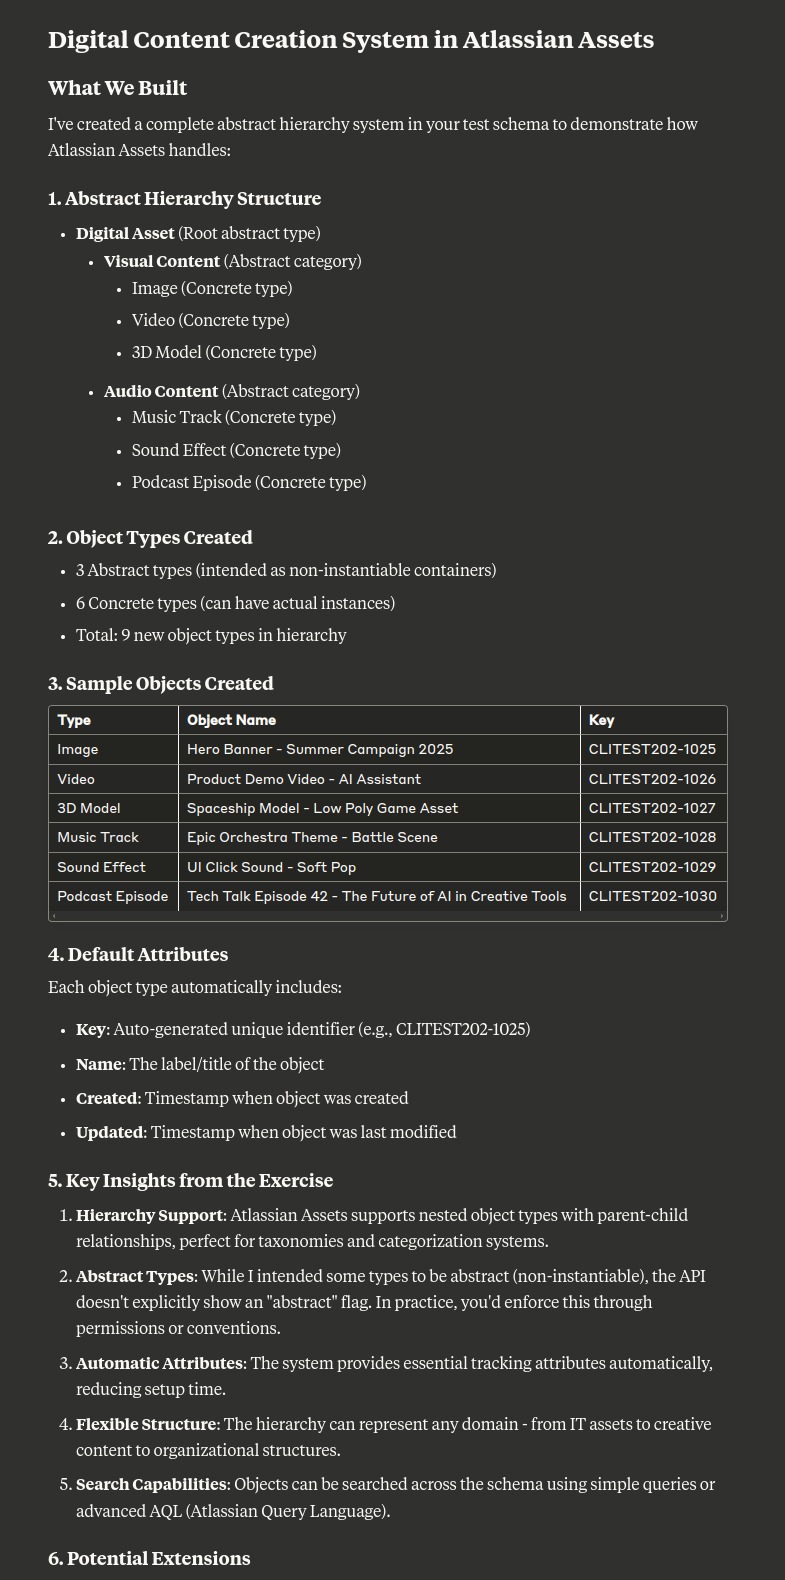 Digital Content Creation System in Atlassian Assets
What We Built
I've created a complete abstract hierarchy system in your test schema to demonstrate how
Atlassian Assets handles:
1. Abstract Hierarchy Structure
• Digital Asset (Root abstract type)
• Visual Content (Abstract category)
• Image (Concrete type)
• Video (Concrete type)
• 3D Model (Concrete type)
• Audio Content (Abstract category)
• Music Track (Concrete type)
• Sound Effect (Concrete type)
• Podcast Episode (Concrete type)
2. Object Types Created
• 3 Abstract types (intended as non-instantiable containers)
• 6 Concrete types (can have actual instances)
• Total: 9 new object types in hierarchy
3. Sample Objects Created
Type Object Name Key
Image Hero Banner - Summer Campaign 2025 CLITEST202-1025
Video Product Demo Video - AI Assistant CLITEST202-1026
3D Model Spaceship Model - Low Poly Game Asset CLITEST202-1027
Music Track Epic Orchestra Theme - Battle Scene CLITEST202-1028
Sound Effect UI Click Sound - Soft Pop CLITEST202-1029
Podcast Episode Tech Talk Episode 42 - The Future of AI in Creative Tools CLITEST202-1030
4. Default Attributes
Each object type automatically includes:
• Key: Auto-generated unique identifier (e.g., CLITEST202-1025)
• Name: The label/title of the object
• Created: Timestamp when object was created
• Updated: Timestamp when object was last modified
5. Key Insights from the Exercise
1. Hierarchy Support: Atlassian Assets supports nested object types with parent-child
relationships, perfect for taxonomies and categorization systems.
2. Abstract Types: While I intended some types to be abstract (non-instantiable), the API
doesn't explicitly show an "abstract" flag. In practice, you'd enforce this through
permissions or conventions.
3. Automatic Attributes: The system provides essential tracking attributes automatically,
reducing setup time.
4. Flexible Structure: The hierarchy can represent any domain - from IT assets to creative
content to organizational structures.
5. Search Capabilities: Objects can be searched across the schema using simple queries or
advanced AQL (Atlassian Query Language).
6. Potential Extensions